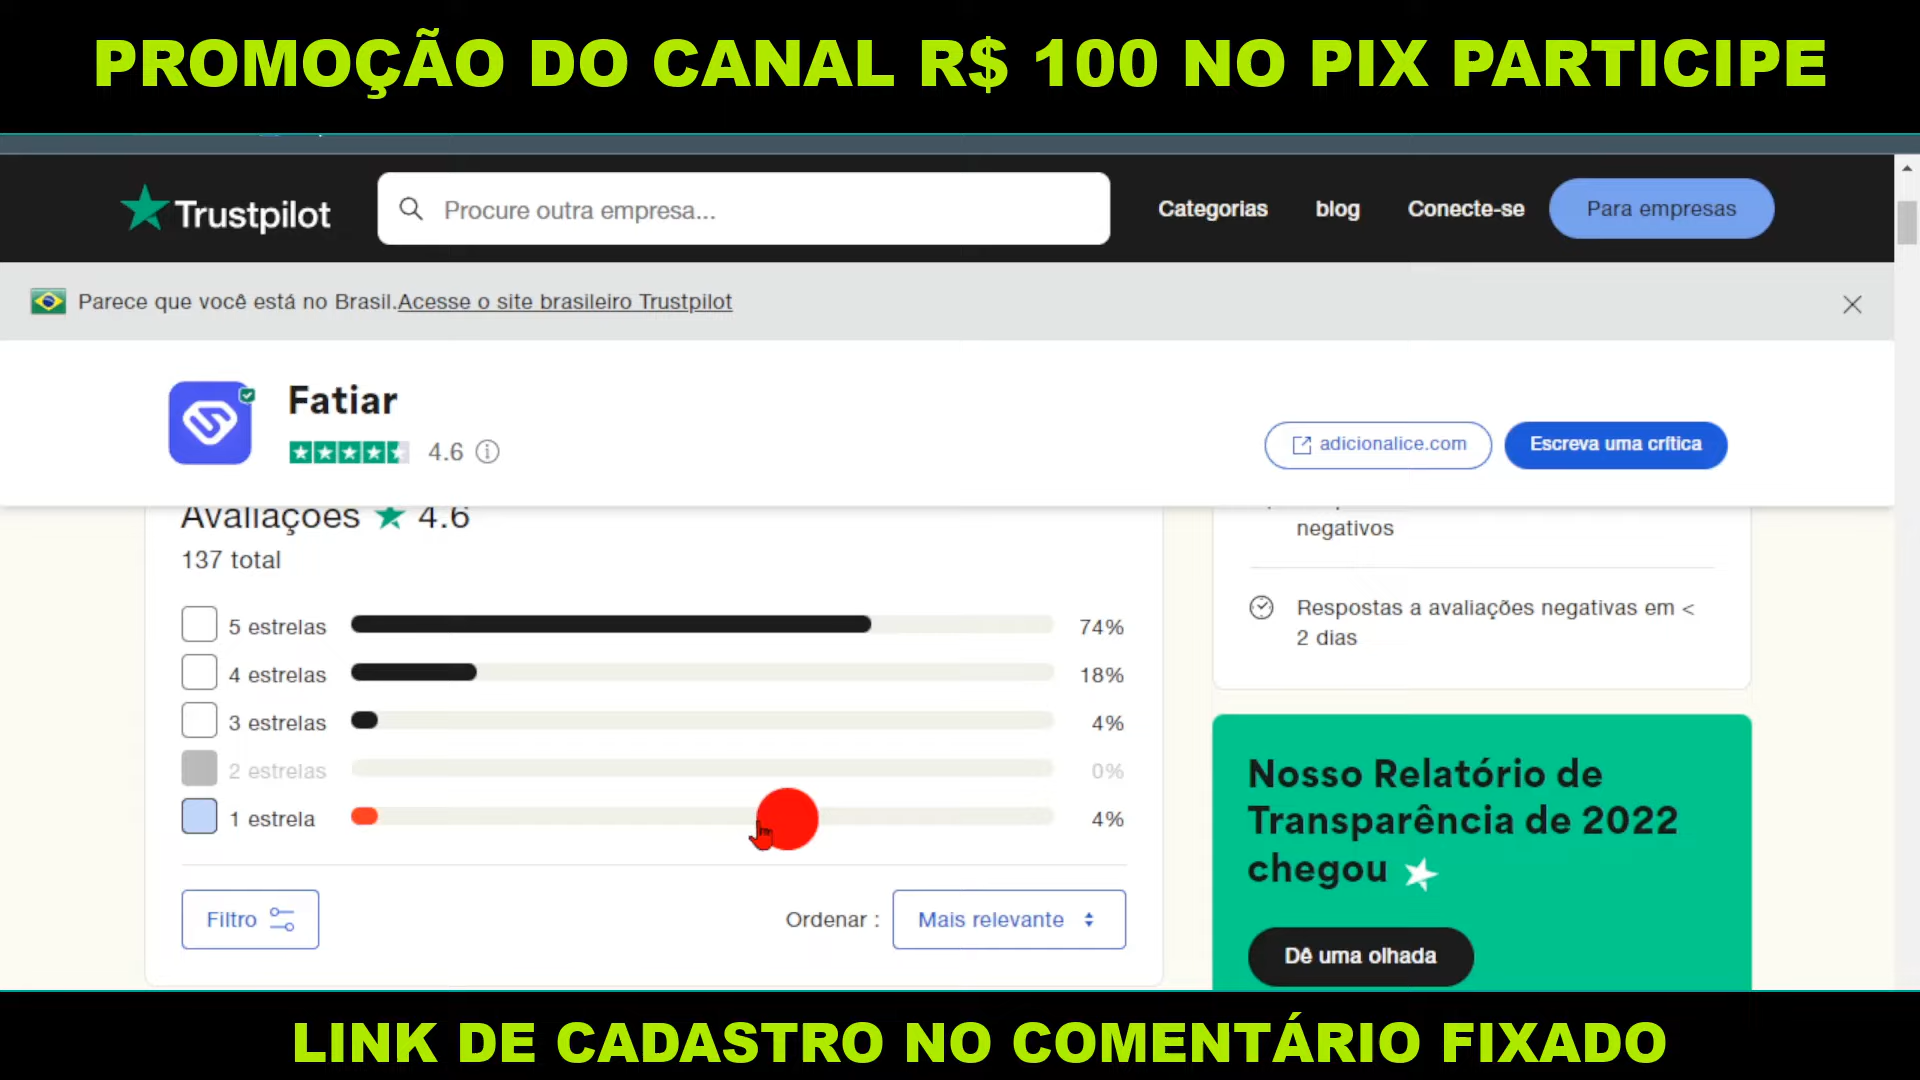 PROMOÇÃO DO CANAL R$ 100 NO PIX PARTICIPE
Trustpilot
Procure outra empresa...
Categorias
blog
Conecte-se
Para empresas
Parece que você está no Brasil.Acesse o site brasileiro Trustpilot
Fatiar
4.6
adicionalice.com
Escreva uma crítica
Avaliações ★ 4.6
137 total
5 estrelas 74%
4 estrelas 18%
3 estrelas 4%
2 estrelas 0%
1 estrela 4%
Filtro
Ordenar :
Mais relevante
negativos
Respostas a avaliações negativas em <
2 dias
Nosso Relatório de
Transparência de 2022
chegou
Dê uma olhada
LINK DE CADASTRO NO COMENTÁRIO FIXADO